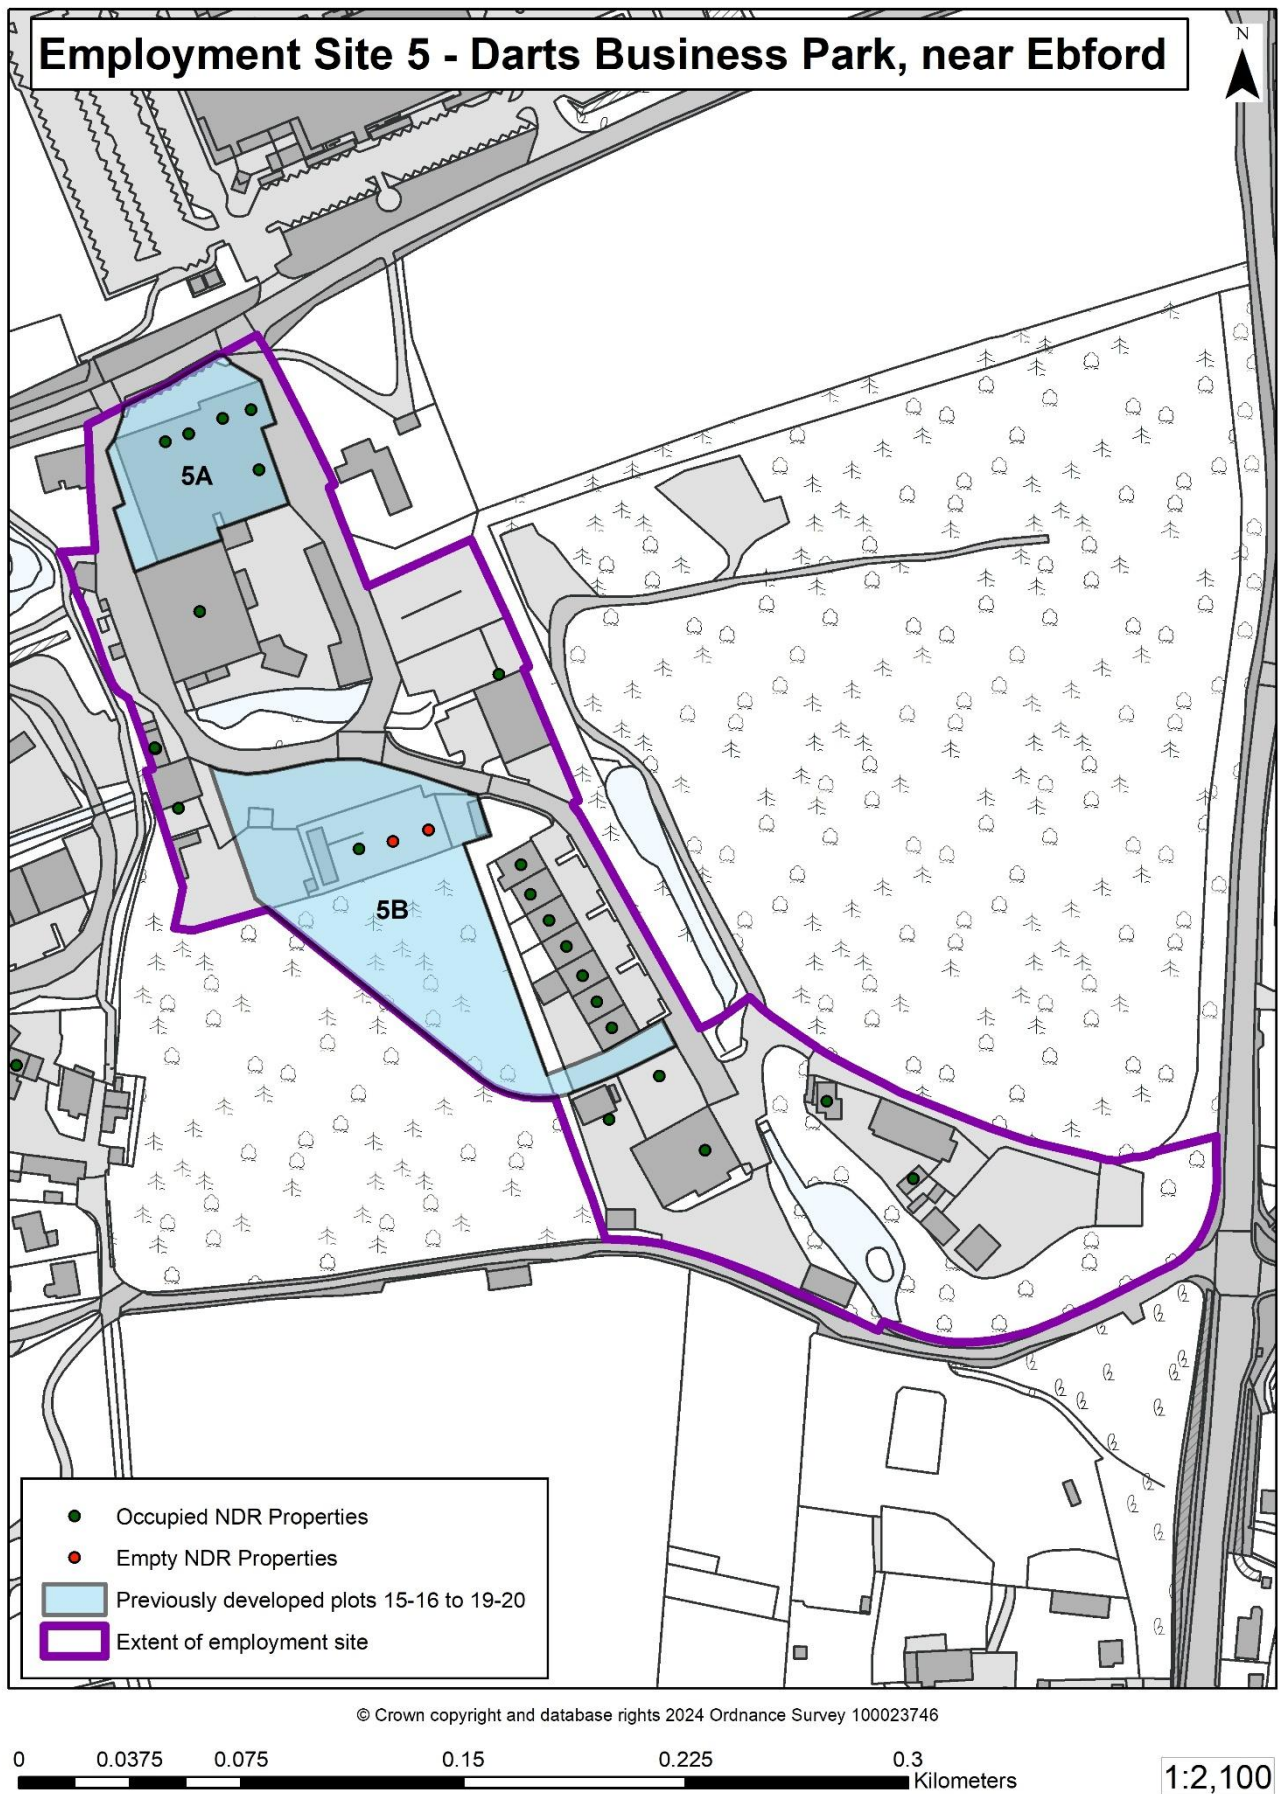 Employment Site 5 - Darts Business Park, near Ebford
N
5A
5B
Occupied NDR Properties
Empty NDR Properties
Previously developed plots 15-16 to 19-20
Extent of employment site
© Crown copyright and database rights 2024 Ordnance Survey 100023746
0 0.0375 0.075 0.15 0.225 0.3
Kilometers
1:2,100